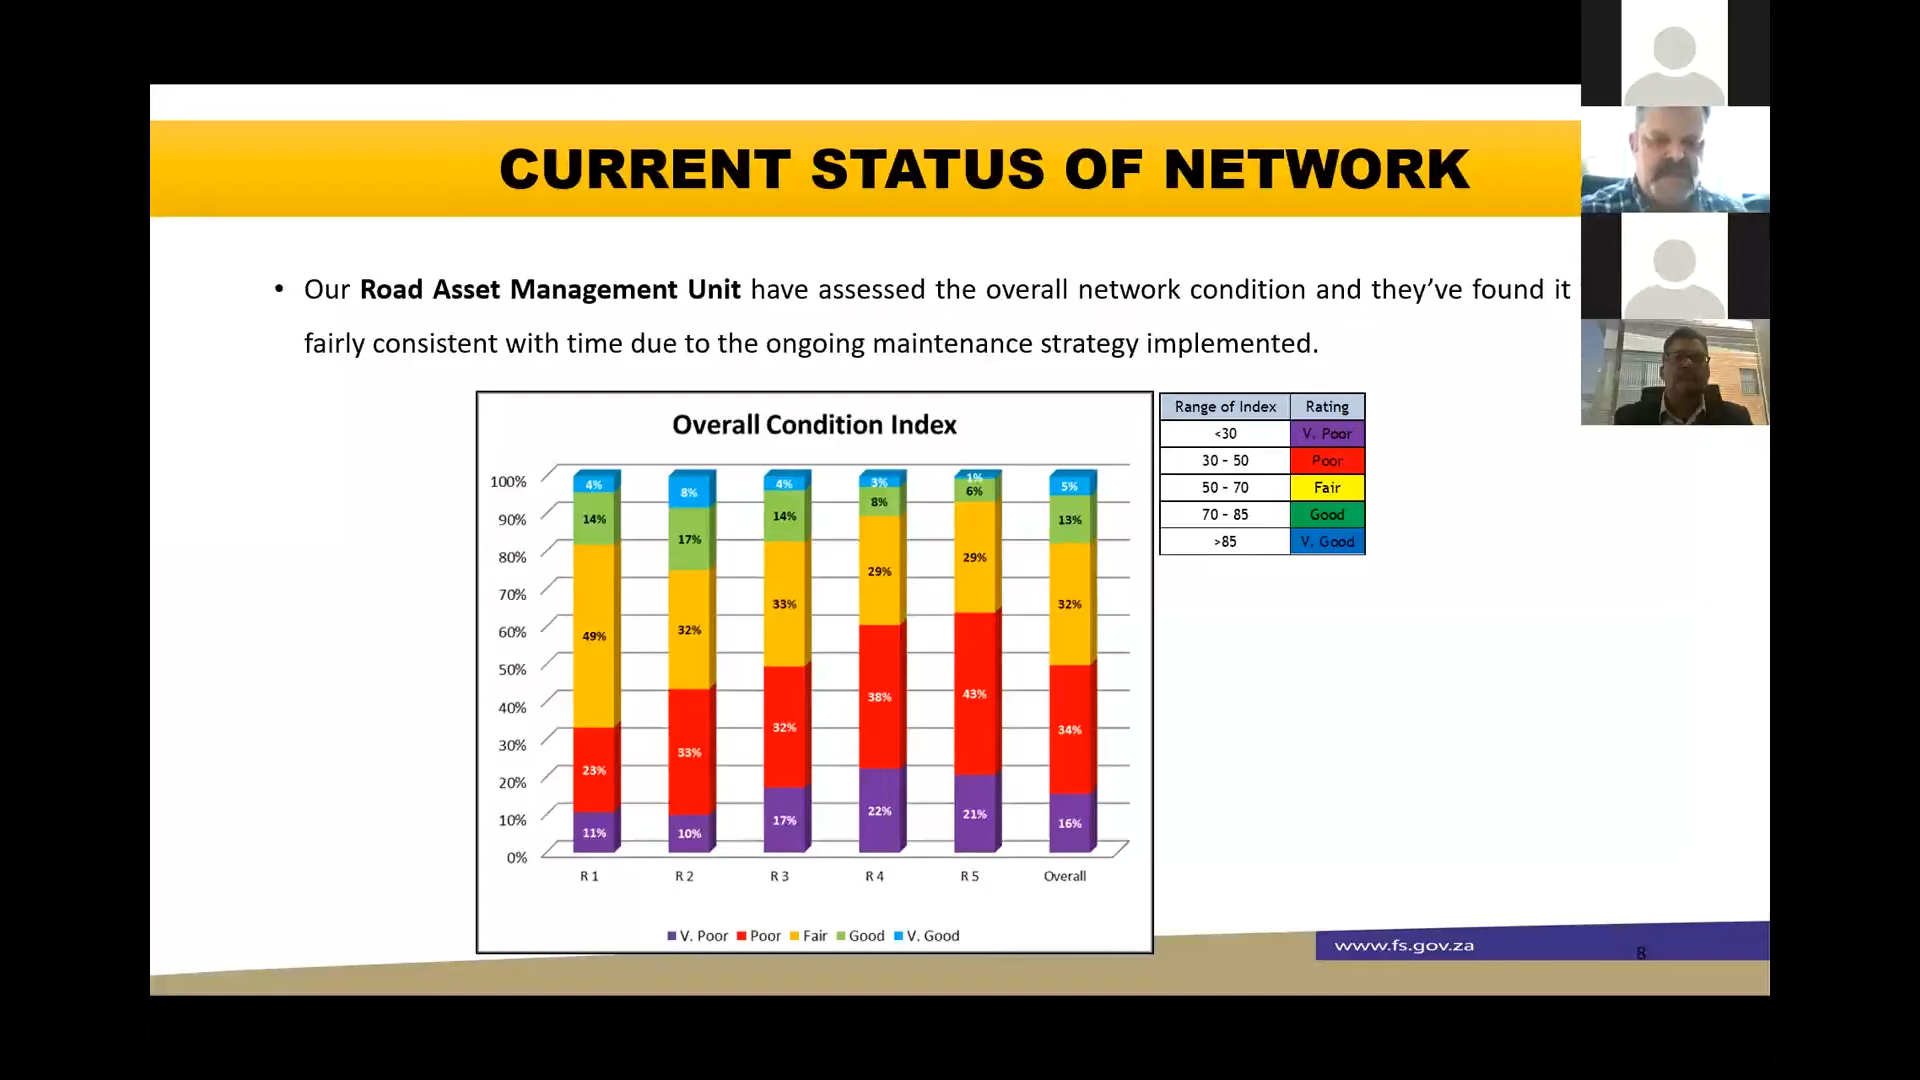 CURRENT STATUS OF NETWORK
• Our Road Asset Management Unit have assessed the overall network condition and they've found it
fairly consistent with time due to the ongoing maintenance strategy implemented.
Overall Condition Index
100%
90%
80%
70%
60%
50%
40%
30%
20%
10%
0%
4% 8% 4% 3% 1% 5%
14% 17% 14% 8% 6% 13%
49% 32% 33% 29% 29% 32%
23% 33% 32% 38% 43% 34%
11% 10% 17% 22% 21% 16%
R 1 R 2 R 3 R 4 R 5 Overall
V. Poor Poor Fair Good V. Good
Range of Index Rating
<30 V. Poor
30 - 50 Poor
50 - 70 Fair
70 - 85 Good
>85 V. Good
www.fs.gov.za
8